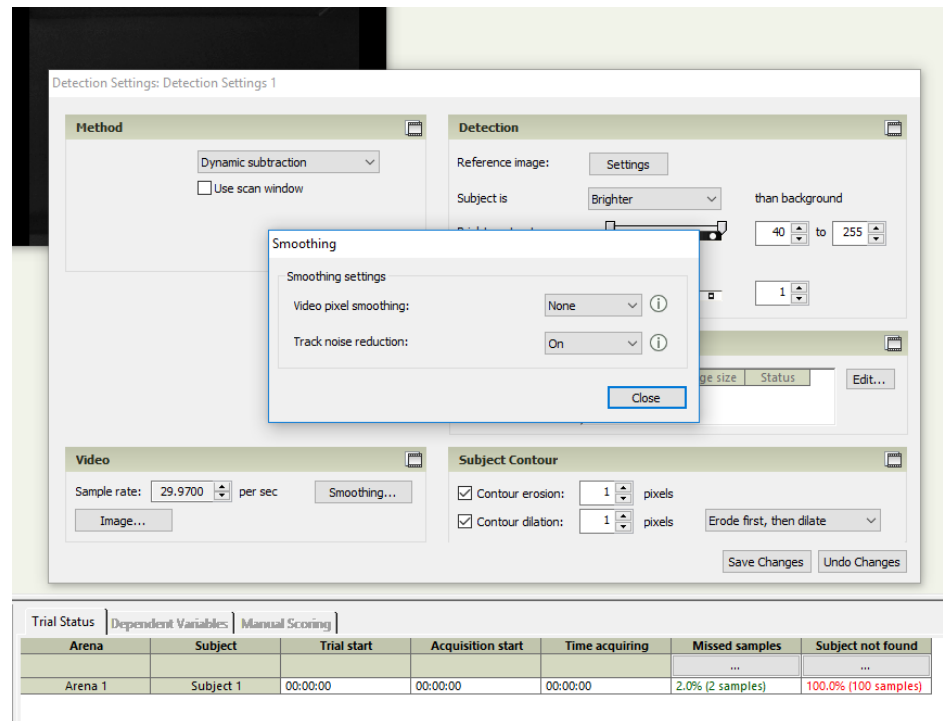 Detection Settings: Detection Settings 1
Method
Dynamic subtraction
Use scan window
Detection
Reference image: Settings
Subject is Brighter than background
40 to 255
1
Smoothing
Smoothing settings
Video pixel smoothing: None
Track noise reduction: On
Close
size Status
Edit...
Video
Sample rate: 29.9700 per sec Smoothing...
Image...
Subject Contour
Contour erosion: 1 pixels
Contour dilation: 1 pixels Erode first, then dilate
Save Changes Undo Changes
Trial Status Dependent Variables Manual Scoring
Arena Subject Trial start Acquisition start Time acquiring Missed samples Subject not found
... ...
Arena 1 Subject 1 00:00:00 00:00:00 00:00:00 2.0% (2 samples) 100.0% (100 samples)